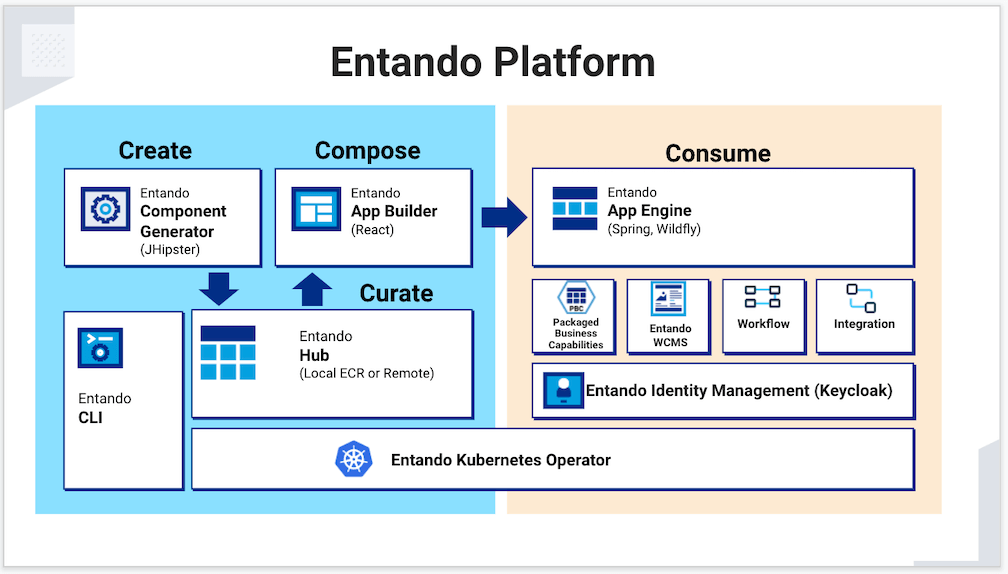 Entando Platform
Create
Entando
Component
Generator
(JHipster)
Compose
Entando
App Builder
(React)
Curate
Entando
Hub
(Local ECR or Remote)
Entando
CLI
Consume
Entando
App Engine
(Spring, Wildfly)
PBC
Packaged
Business
Capabilities
Entando
WCMS
Workflow
Integration
Entando Identity Management (Keycloak)
Entando Kubernetes Operator